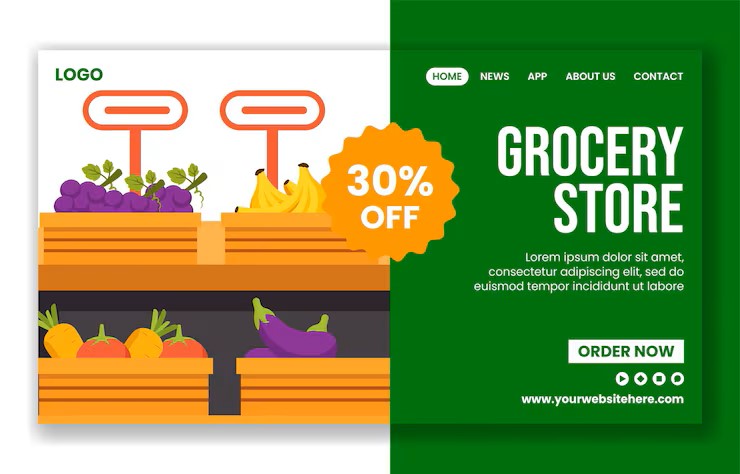 LOGO
HOME NEWS APP ABOUT US CONTACT
GROCERY
STORE
30%
OFF
Lorem ipsum dolor sit amet,
consectetur adipiscing elit, sed do
euismod tempor incididunt ut labore
ORDER NOW
www.yourwebsitehere.com